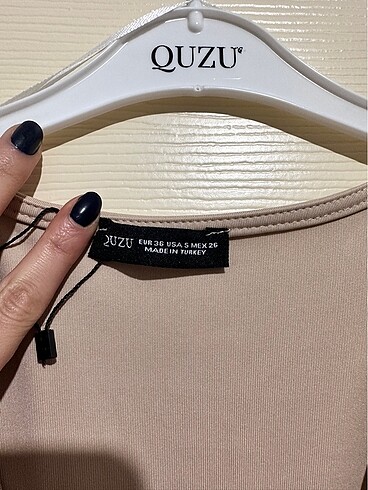 QUZU
QUZU EUR 36 USA S MEX 26
MADE IN TURKEY